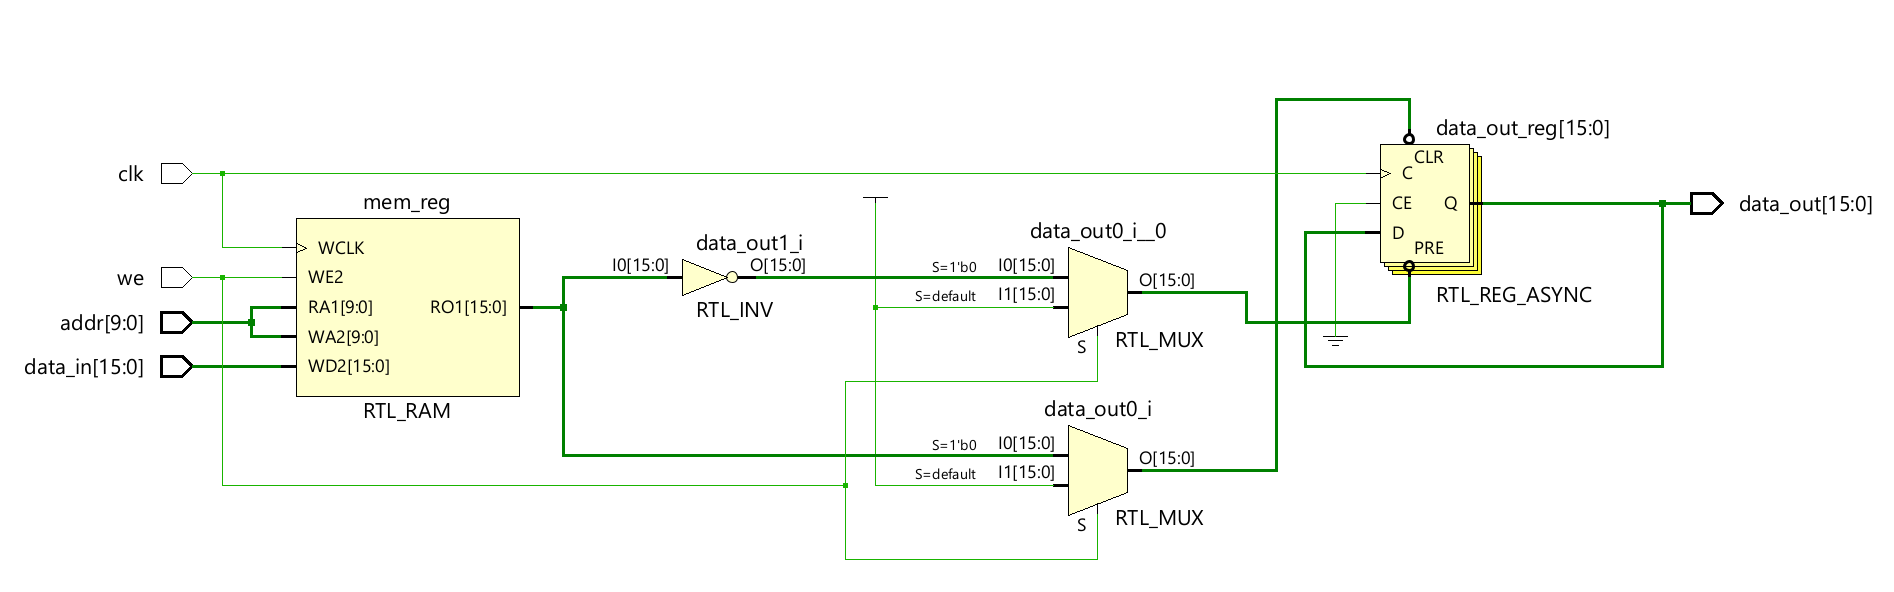 clk
we
addr[9:0]
data_in[15:0]
mem_reg
WCLK
WE2
RA1[9:0]
RO1[15:0]
WA2[9:0]
WD2[15:0]
RTL_RAM
data_out1_i
I0[15:0]
O[15:0]
RTL_INV
data_out0_i__0
S=1'b0
I0[15:0]
S=default
I1[15:0]
O[15:0]
S
RTL_MUX
data_out0_i
S=1'b0
I0[15:0]
S=default
I1[15:0]
O[15:0]
S
RTL_MUX
data_out_reg[15:0]
CLR
C
CE
Q
D
PRE
RTL_REG_ASYNC
data_out[15:0]